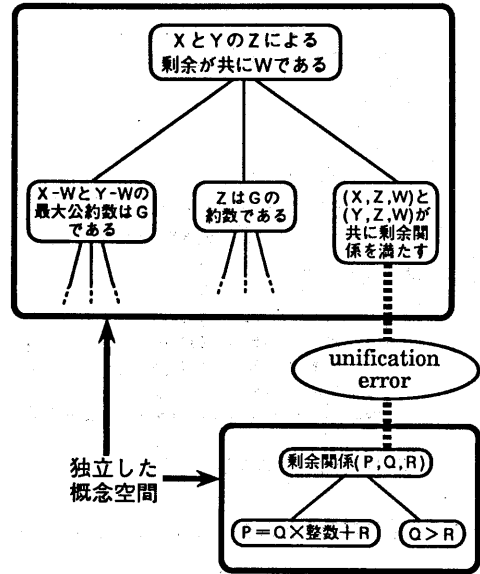 XとYのZによる
剰余が共にWである
X-WとY-Wの
最大公約数はG
である
ZはGの
約数である
(X,Z,W)と
(Y,Z,W)が
共に剰余関
係を満たす
unification
error
独立した
概念空間
剰余関係(P,Q,R)
P=Q×整数+R
Q>R